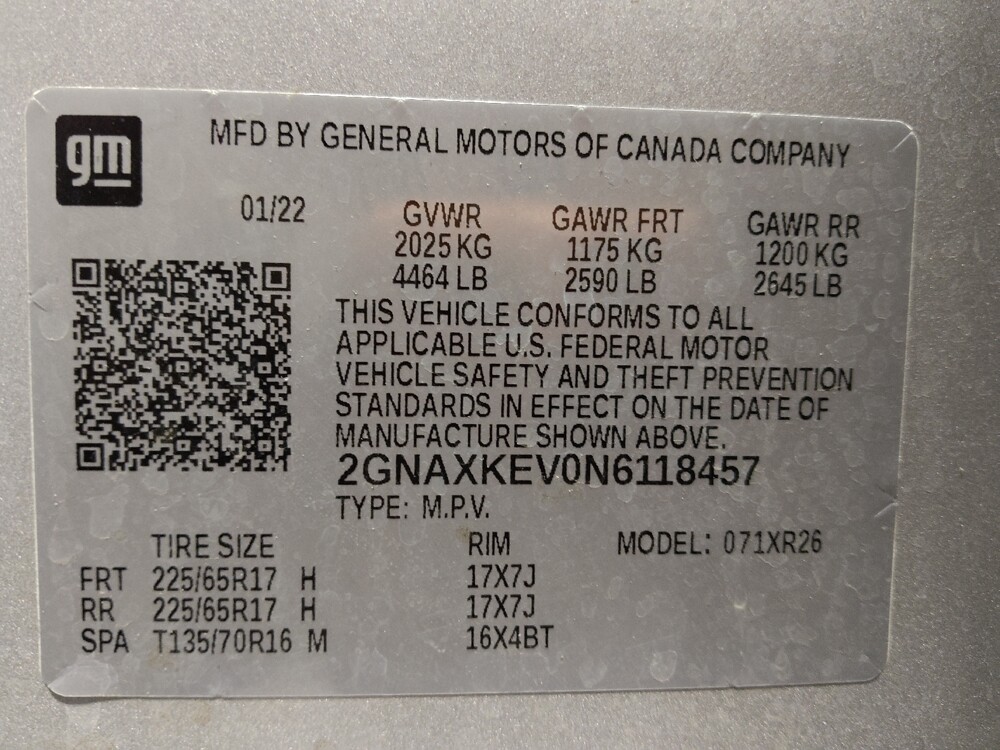 gm
MFD BY GENERAL MOTORS OF CANADA COMPANY
01/22 GVWR GAWR FRT GAWR RR
2025 KG 1175 KG 1200 KG
4464 LB 2590 LB 2645 LB
THIS VEHICLE CONFORMS TO ALL
APPLICABLE U.S. FEDERAL MOTOR
VEHICLE SAFETY AND THEFT PREVENTION
STANDARDS IN EFFECT ON THE DATE OF
MANUFACTURE SHOWN ABOVE.
2GNAXKEV0N6118457
TYPE: M.P.V.
TIRE SIZE RIM MODEL: 071XR26
FRT 225/65R17 H 17X7J
RR 225/65R17 H 17X7J
SPA T135/70R16 M 16X4BT